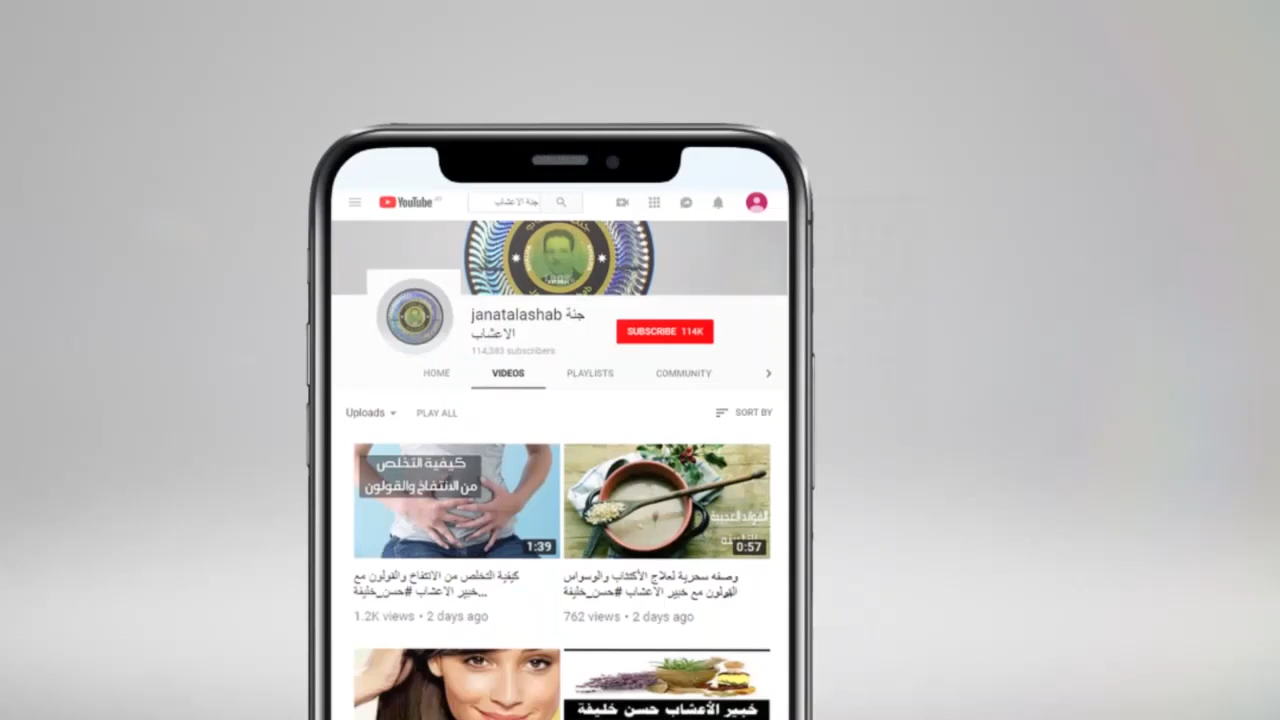 YouTube
جنة الاعشاب
janatalashab جنة
الاعشاب
SUBSCRIBE 114K
114,383 subscribers
HOME
VIDEOS
PLAYLISTS
COMMUNITY
Uploads
PLAY ALL
SORT BY
كيفية التخلص
من الانتفاخ والقولون
1:39
الفوائد العجيبة
0:57
كيفية التخلص من الانتفاخ والقولون مع
خبير الاعشاب #حسن_خليفة...
1.2K views • 2 days ago
وصفه سحرية لعلاج الأكتئاب والوسواس
القولون مع خبير الاعشاب #حسن_خليفة
762 views • 2 days ago
خبير الأعشاب حسن خليفة